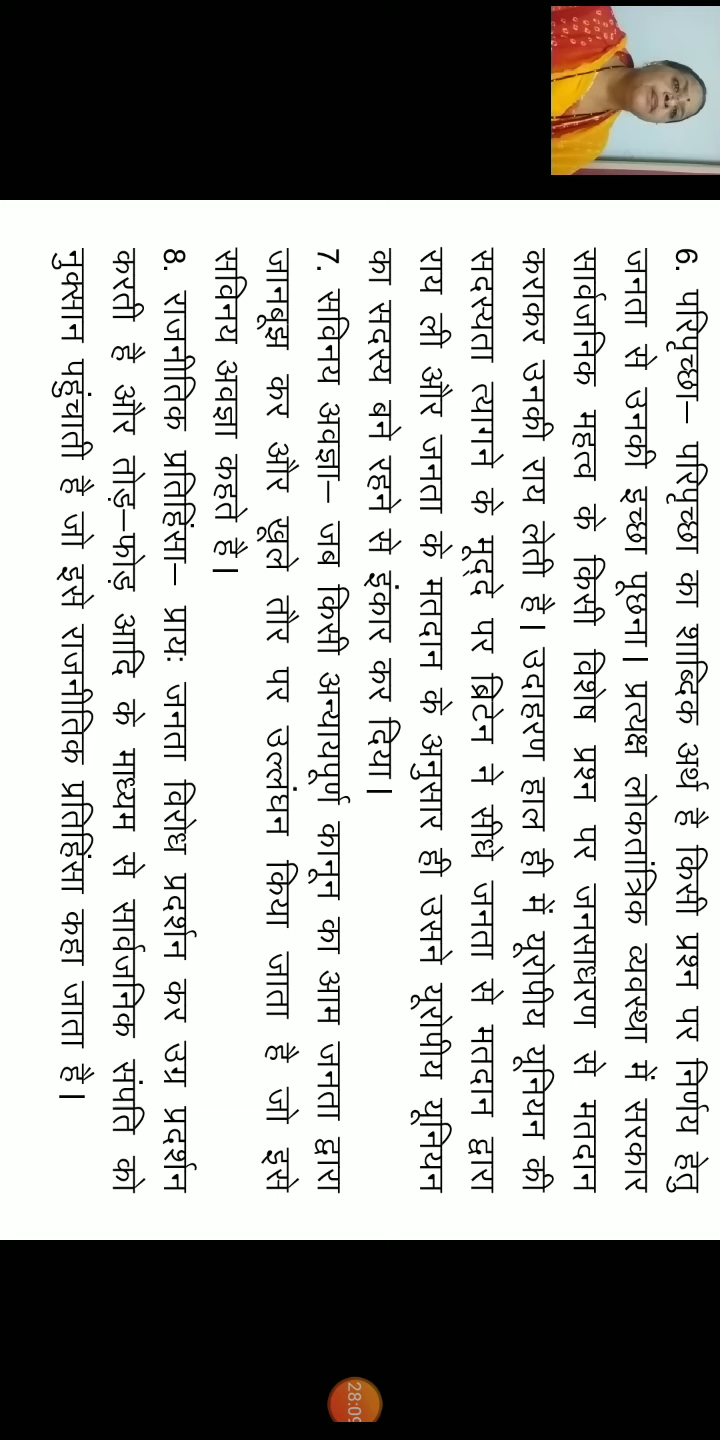 6. परिपृच्छा– परिपृच्छा का शाब्दिक अर्थ है किसी प्रश्न पर निर्णय हेतु
जनता से उनकी इच्छा पूछना। प्रत्यक्ष लोकतांत्रिक व्यवस्था में सरकार
सार्वजनिक महत्व के किसी विशेष प्रश्न पर जनसाधरण से मतदान
कराकर उनकी राय लेती है। उदाहरण हाल ही में यूरोपीय यूनियन की
सदस्यता त्यागने के मुद्दे पर ब्रिटेन ने सीधे जनता से मतदान द्वारा
राय ली और जनता के मतदान के अनुसार ही उसने यूरोपीय यूनियन
का सदस्य बने रहने से इंकार कर दिया।
7. सविनय अवज्ञा– जब किसी अन्यायपूर्ण कानून का आम जनता द्वारा
जानबूझ कर और खुले तौर पर उल्लंघन किया जाता है जो इसे
सविनय अवज्ञा कहते हैं।
8. राजनीतिक प्रतिहिंसा– प्रायः जनता विरोध प्रदर्शन कर उग्र प्रदर्शन
करती है और तोड़–फोड़ आदि के माध्यम से सार्वजनिक संपति को
नुक्सान पहुंचाती है जो इसे राजनीतिक प्रतिहिंसा कहा जाता है।
28:09